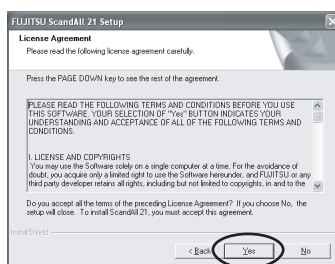 FUJITSU ScandAll 21 Setup
License Agreement
Please read the following license agreement carefully.
Press the PAGE DOWN key to see the rest of the agreement.
PLEASE READ THE FOLLOWING TERMS AND CONDITIONS BEFORE YOU USE
THIS SOFTWARE. YOUR SELECTION OF "Yes" BUTTON INDICATES YOUR
UNDERSTANDING AND ACCEPTANCE OF ALL OF THE FOLLOWING TERMS AND
CONDITIONS.
I. LICENSE AND COPYRIGHTS
You may use the Software solely on a single computer at a time. For the avoidance of
doubt, you acquire only a limited right to use the Software hereunder, and FUJITSU or any
third party developer retains all rights, including but not limited to copyrights, in and to the
Do you accept all the terms of the preceding License Agreement? If you choose No, the
setup will close. To install ScandAll 21, you must accept this agreement.
InstallShield
< Back
Yes
No